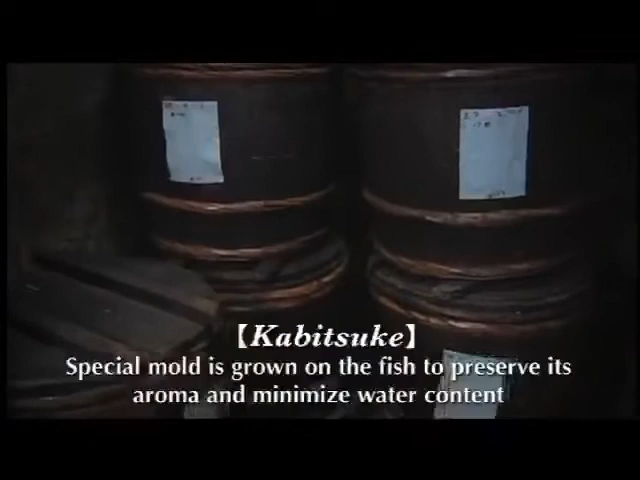 【Kabitsuke】
Special mold is grown on the fish to preserve its
aroma and minimize water content